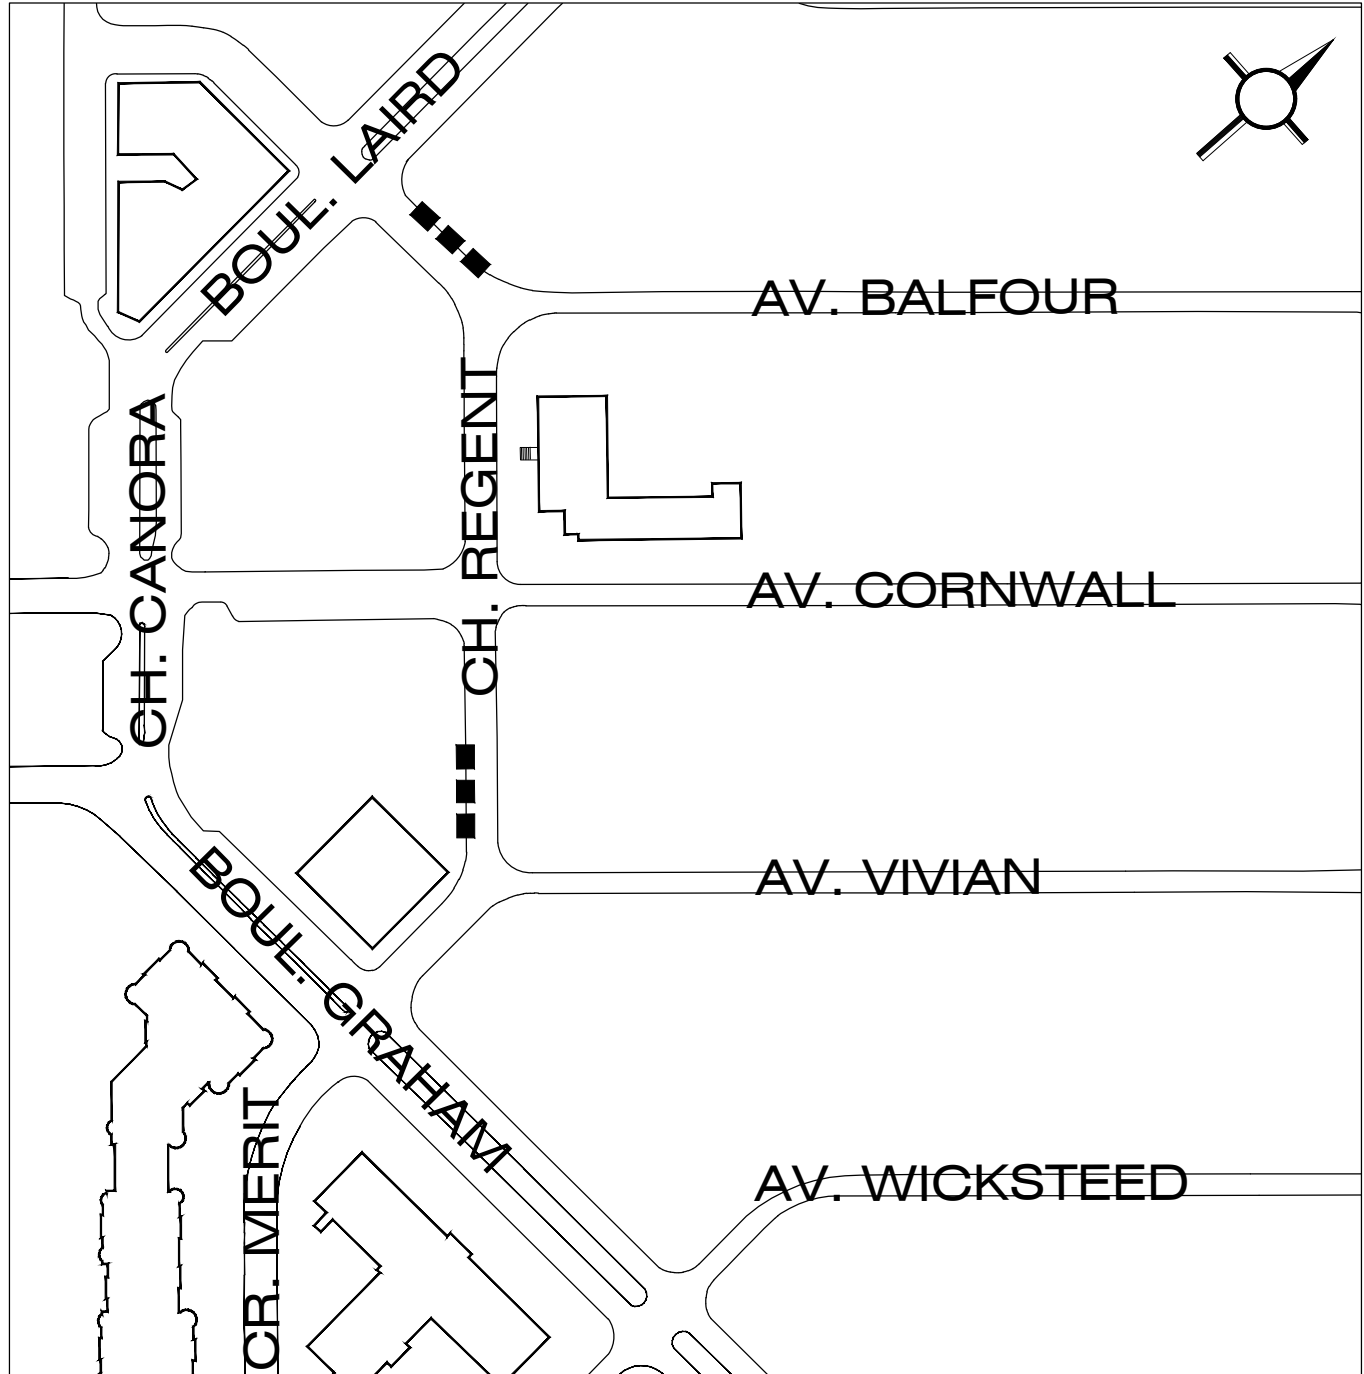 BOUL. LAIRD
AV. BALFOUR
CH. CANORA
CH. REGENT
AV. CORNWALL
BOUL. GRAHAM
AV. VIVIAN
CR. MERIT
AV. WICKSTEED